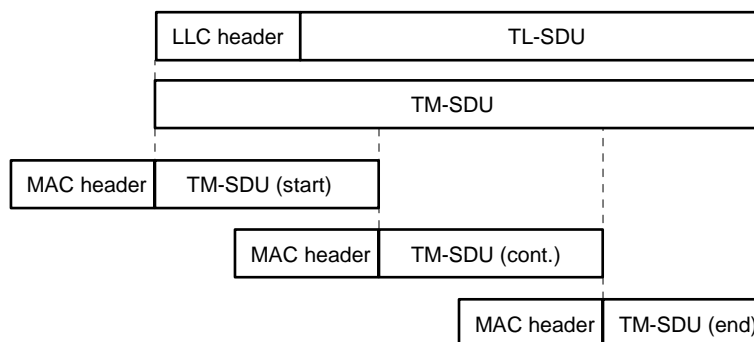 LLC header TL-SDU
TM-SDU
MAC header TM-SDU (start)
MAC header TM-SDU (cont.)
MAC header TM-SDU (end)